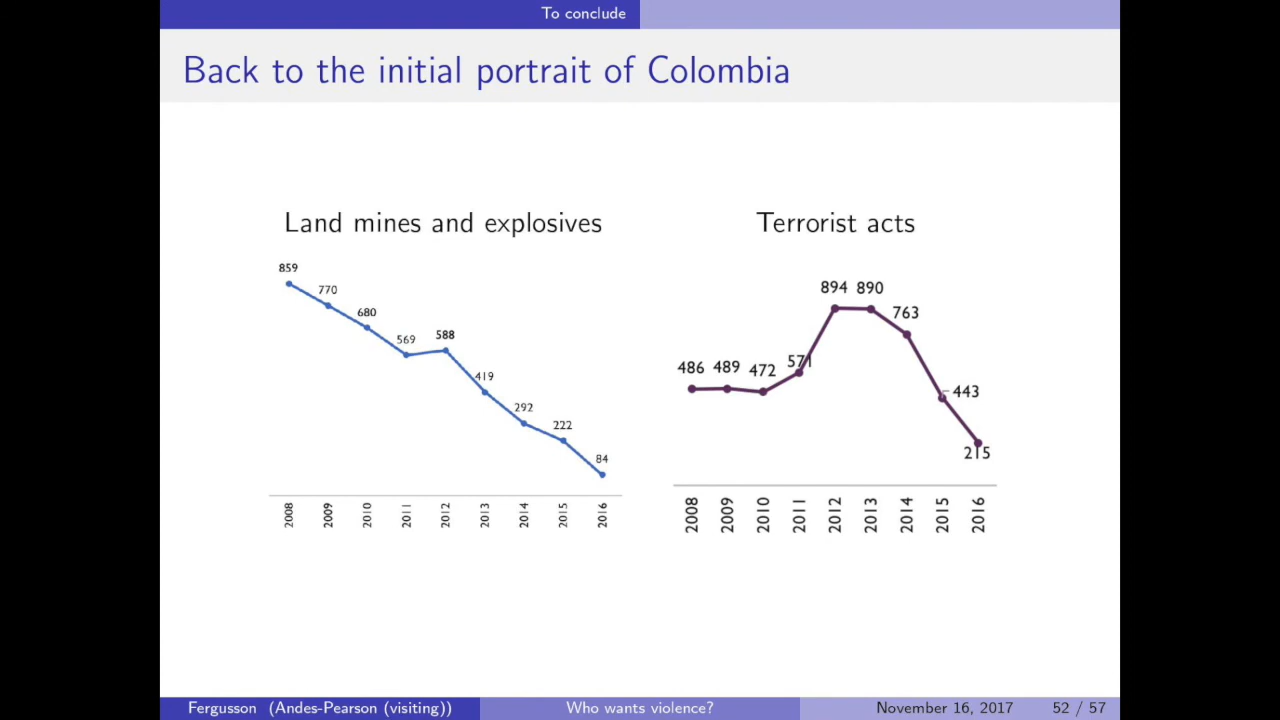 To conclude
Back to the initial portrait of Colombia
Land mines and explosives
859
770
680
569
588
419
292
222
84
2008 2009 2010 2011 2012 2013 2014 2015 2016
Terrorist acts
486 489 472 571 894 890 763 443 215
2008 2009 2010 2011 2012 2013 2014 2015 2016
Fergusson (Andes-Pearson (visiting)) Who wants violence? November 16, 2017 52 / 57